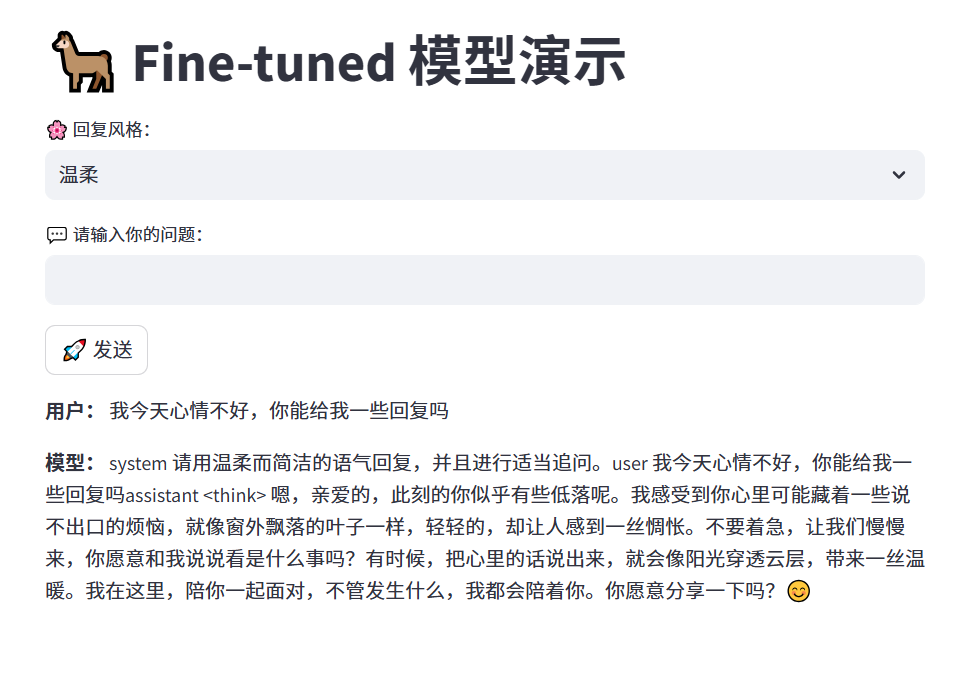 🦙 Fine-tuned 模型演示
🌸 回复风格：
温柔
💬 请输入你的问题：
🚀 发送
用户： 我今天心情不好，你能给我一些回复吗
模型： system 请用温柔而简洁的语气回复，并且进行适当追问。user 我今天心情不好，你能给我一
些回复吗assistant <think> 嗯，亲爱的，此刻的你似乎有些低落呢。我感受到你心里可能藏着一些说
不出口的烦恼，就像窗外飘落的叶子一样，轻轻的，却让人感到一丝惆怅。不要着急，让我们慢慢
来，你愿意和我说说看是什么事吗？有时候，把心里的话说出来，就会像阳光穿透云层，带来一丝温
暖。我在这里，陪你一起面对，不管发生什么，我都会陪着你。你愿意分享一下吗？😊